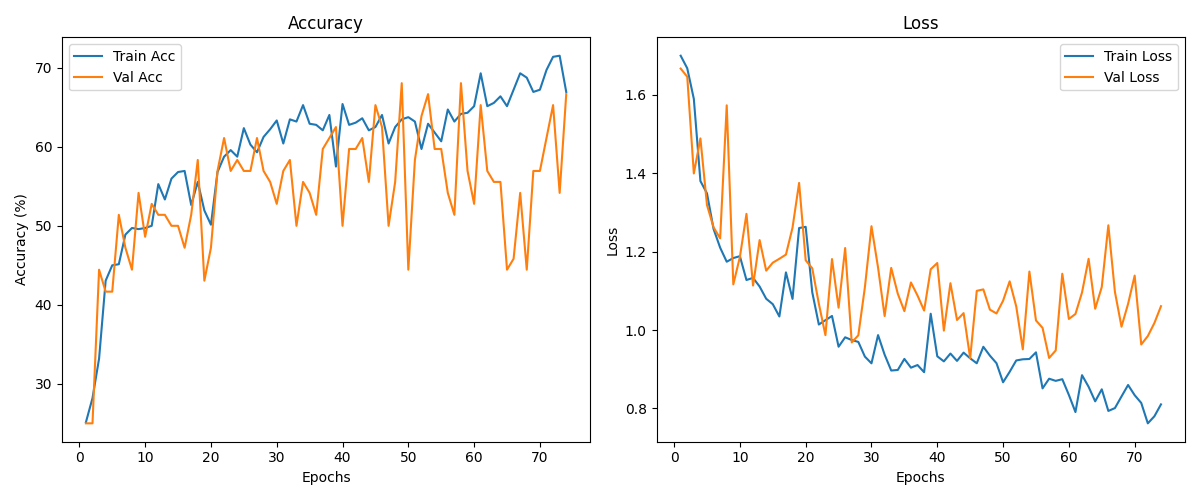 Accuracy
Train Acc
Val Acc
70
60
50
40
30
Accuracy (%)
0 10 20 30 40 50 60 70
Epochs
Loss
Train Loss
Val Loss
1.6
1.4
1.2
1.0
0.8
Loss
0 10 20 30 40 50 60 70
Epochs